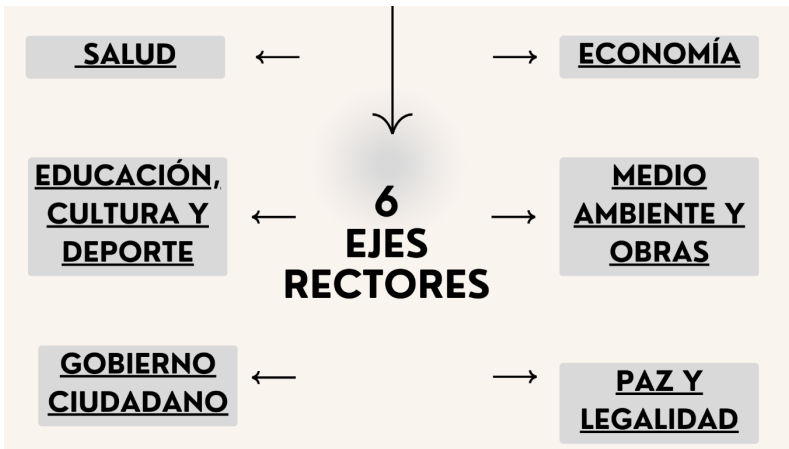 SALUD
ECONOMÍA
EDUCACIÓN,
CULTURA Y
DEPORTE
6
EJES
RECTORES
MEDIO
AMBIENTE Y
OBRAS
GOBIERNO
CIUDADANO
PAZ Y
LEGALIDAD